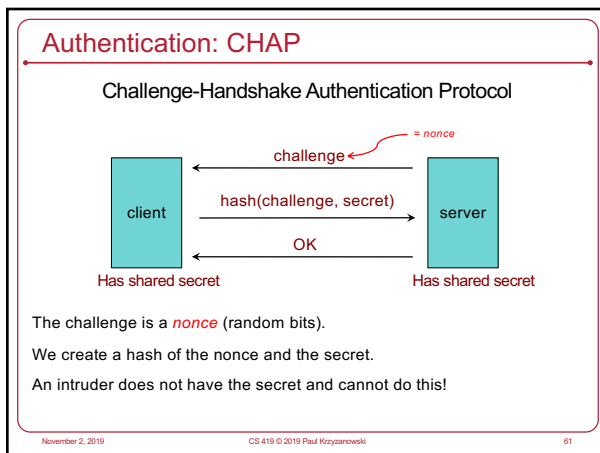 Authentication: CHAP
Challenge-Handshake Authentication Protocol
= nonce
challenge
client
hash(challenge, secret)
server
OK
Has shared secret
Has shared secret
The challenge is a nonce (random bits).
We create a hash of the nonce and the secret.
An intruder does not have the secret and cannot do this!
November 2, 2019
CS 419 © 2019 Paul Krzyzanowski
61